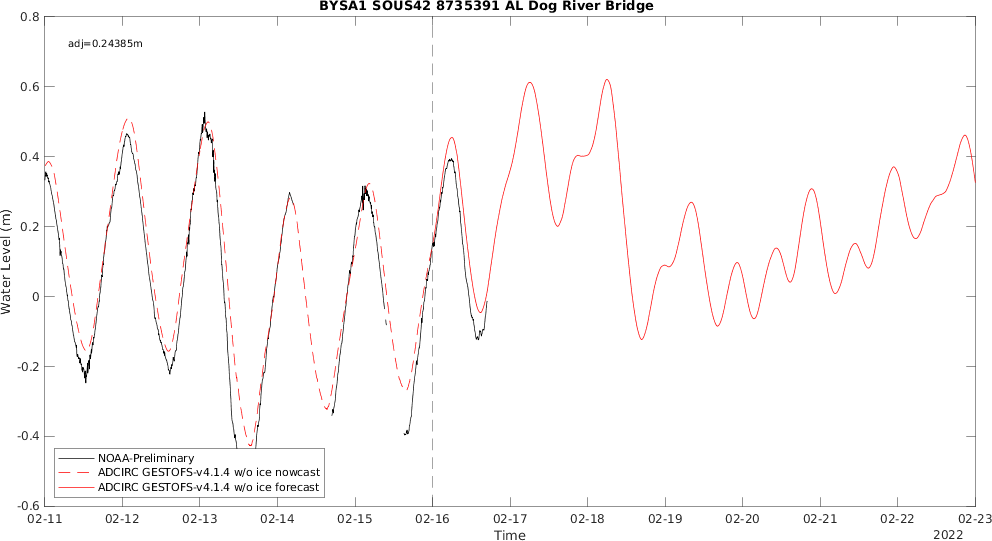 BYSA1 SOUS42 8735391 AL Dog River Bridge
0.8
adj=0.24385m
0.6
0.4
0.2
0
-0.2
-0.4
-0.6
Water Level (m)
NOAA-Preliminary
ADCIRC GESTOFS-v4.1.4 w/o ice nowcast
ADCIRC GESTOFS-v4.1.4 w/o ice forecast
02-11 02-12 02-13 02-14 02-15 02-16 02-17 02-18 02-19 02-20 02-21 02-22 02-23
Time
2022